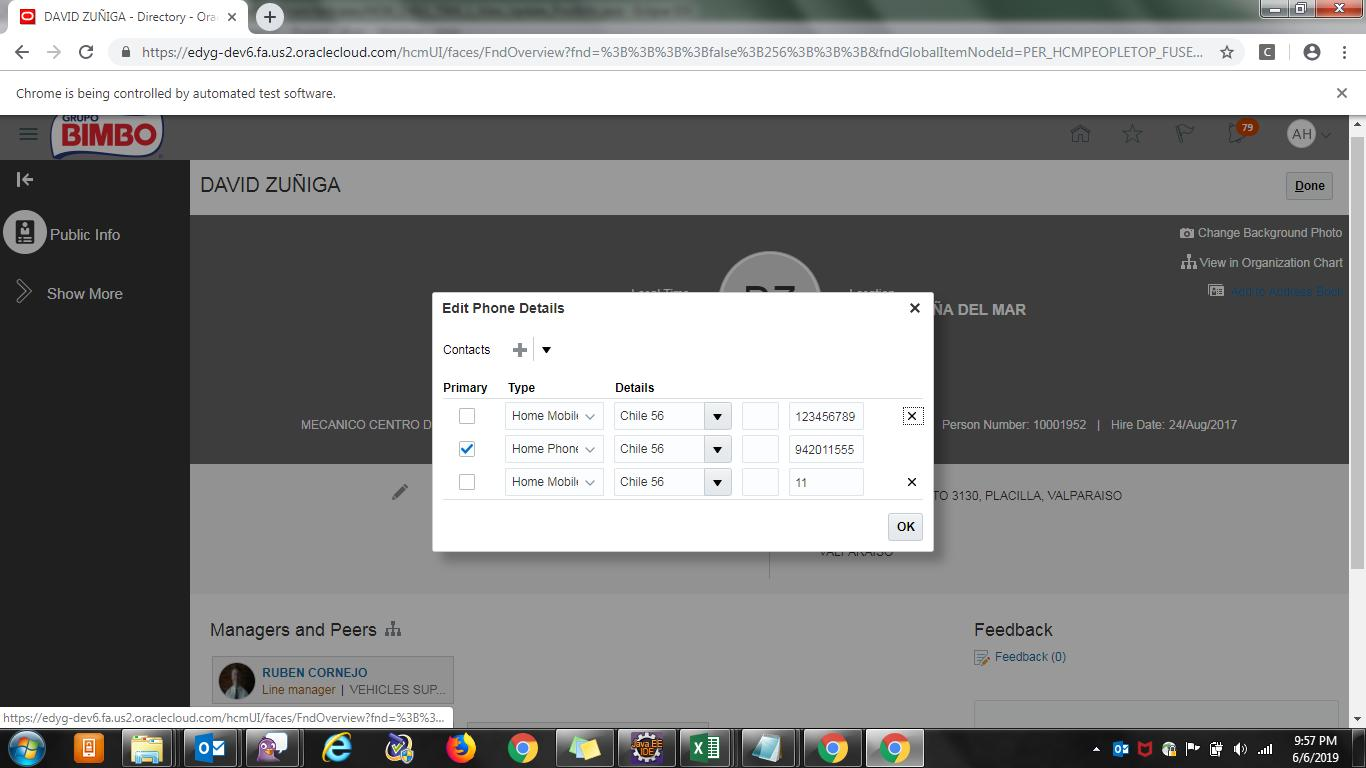 DAVID ZUÑIGA - Directory - Ora
https://edyg-dev6.fa.us2.oraclecloud.com/hcmUI/faces/FndOverview?fnd=%3B%3B%3B%3Bfalse%3B256%3B%3B%3B&fndGlobalItemNodeId=PER_HCMPEOPLETOP_FUSE...
C
Chrome is being controlled by automated test software.
GRUPO
BIMBO
79
AH
DAVID ZUÑIGA
Done
Public Info
Show More
Change Background Photo
View in Organization Chart
Add to Address Book
Local Time
Location
ÑA DEL MAR
Edit Phone Details
Contacts
Primary Type Details
Home Mobile Chile 56 123456789
Home Phone Chile 56 942011555
Home Mobile Chile 56 11
OK
MECANICO CENTRO D
Person Number: 10001952 | Hire Date: 24/Aug/2017
TO 3130, PLACILLA, VALPARAISO
VALPARAISO
Managers and Peers
RUBEN CORNEJO
Line manager | VEHICLES SUP...
Feedback
Feedback (0)
https://edyg-dev6.fa.us2.oraclecloud.com/hcmUI/faces/FndOverview?fnd=%3B%3...
Java EE
IDE
9:57 PM
6/6/2019